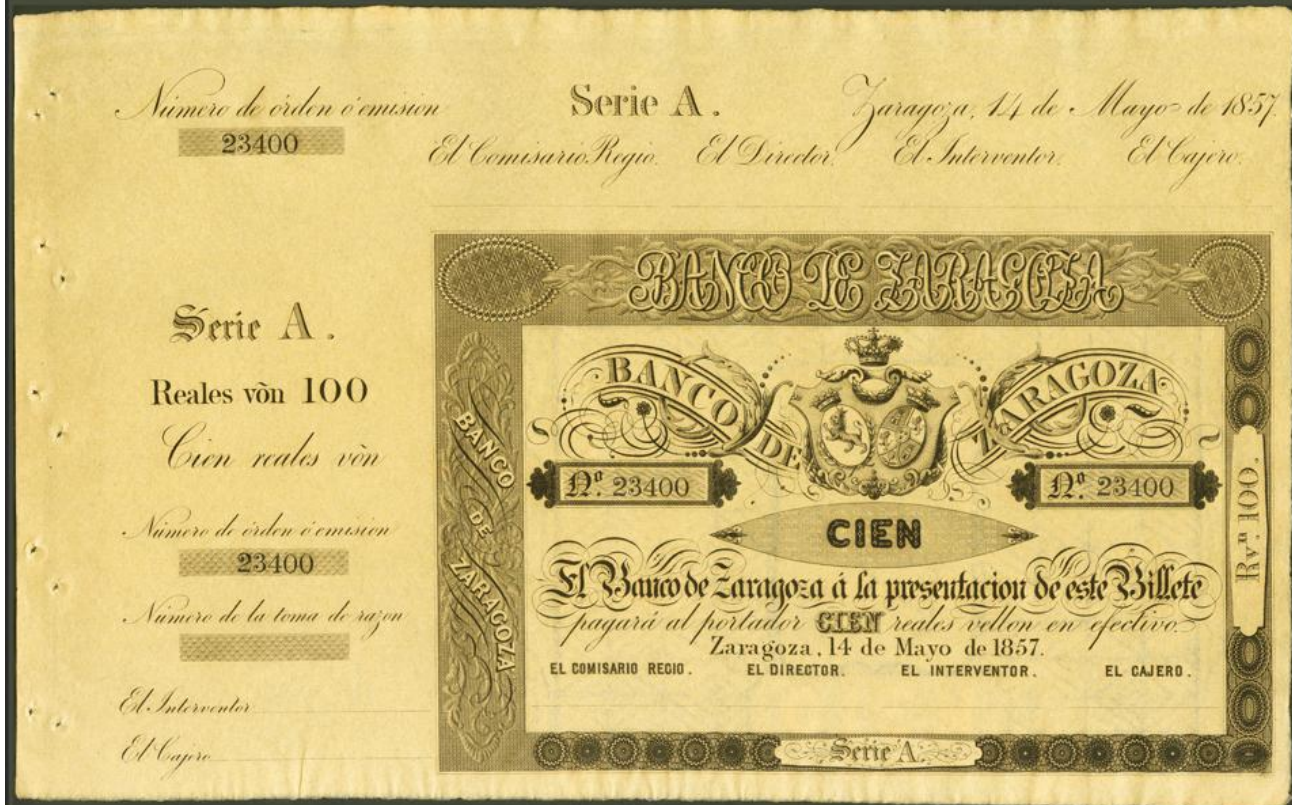 Número de órden ó emision
23400
Serie A.
Zaragoza, 14 de Mayo de 1857.
El Comisario Regio. El Director. El Interventor. El Cajero.
Serie A.
Reales vòn 100
Cien reales vòn
Número de órden ó emision
23400
Número de la toma de razon
El Interventor
El Cajero
BANCO DE ZARAGOZA
BANCO DE ZARAGOZA
BANCO DE ZARAGOZA
Nº. 23400
Nº. 23400
CIEN
El Banco de Zaragoza á la presentacion de este Billete
pagará al portador CIEN reales vellon en efectivo.
Zaragoza, 14 de Mayo de 1857.
EL COMISARIO REGIO. EL DIRECTOR. EL INTERVENTOR. EL CAJERO.
Serie A.
Rvⁿ 100.